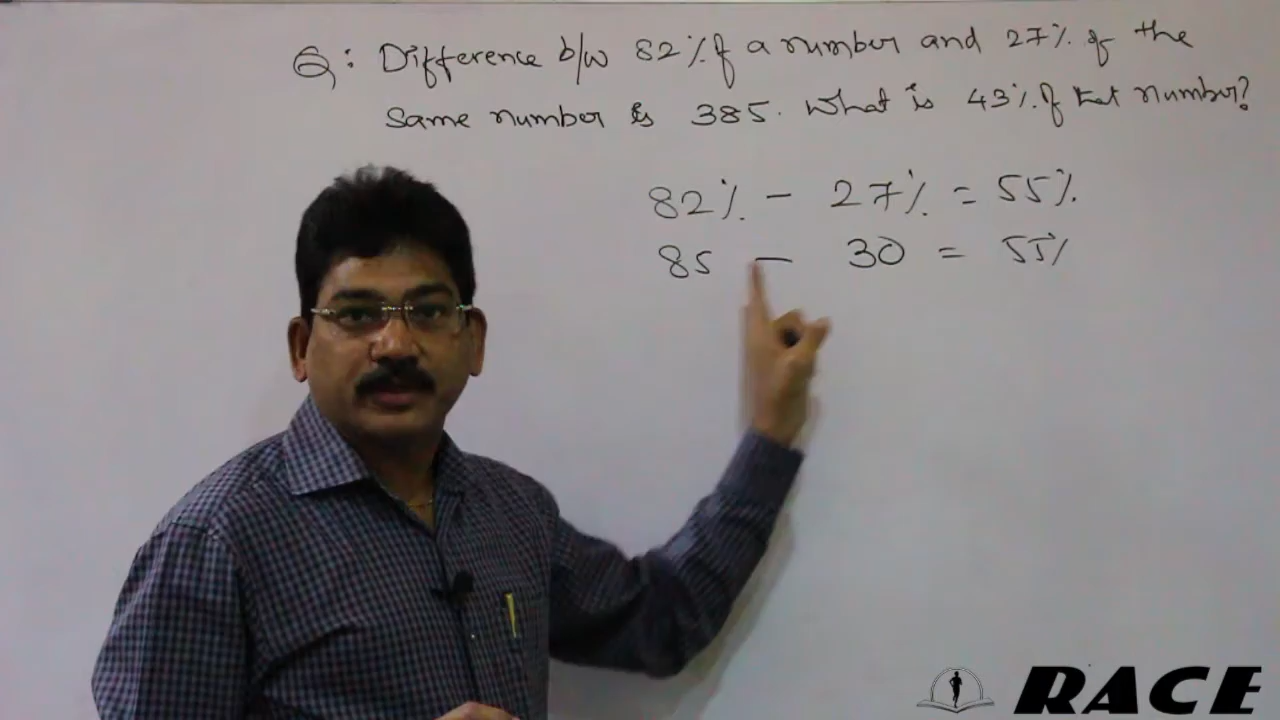 Q: Difference b/w 82% of a number and 27% of the
same number is 385. What is 43% of that number?
82% - 27% = 55%
85 - 30 = 55%
RACE